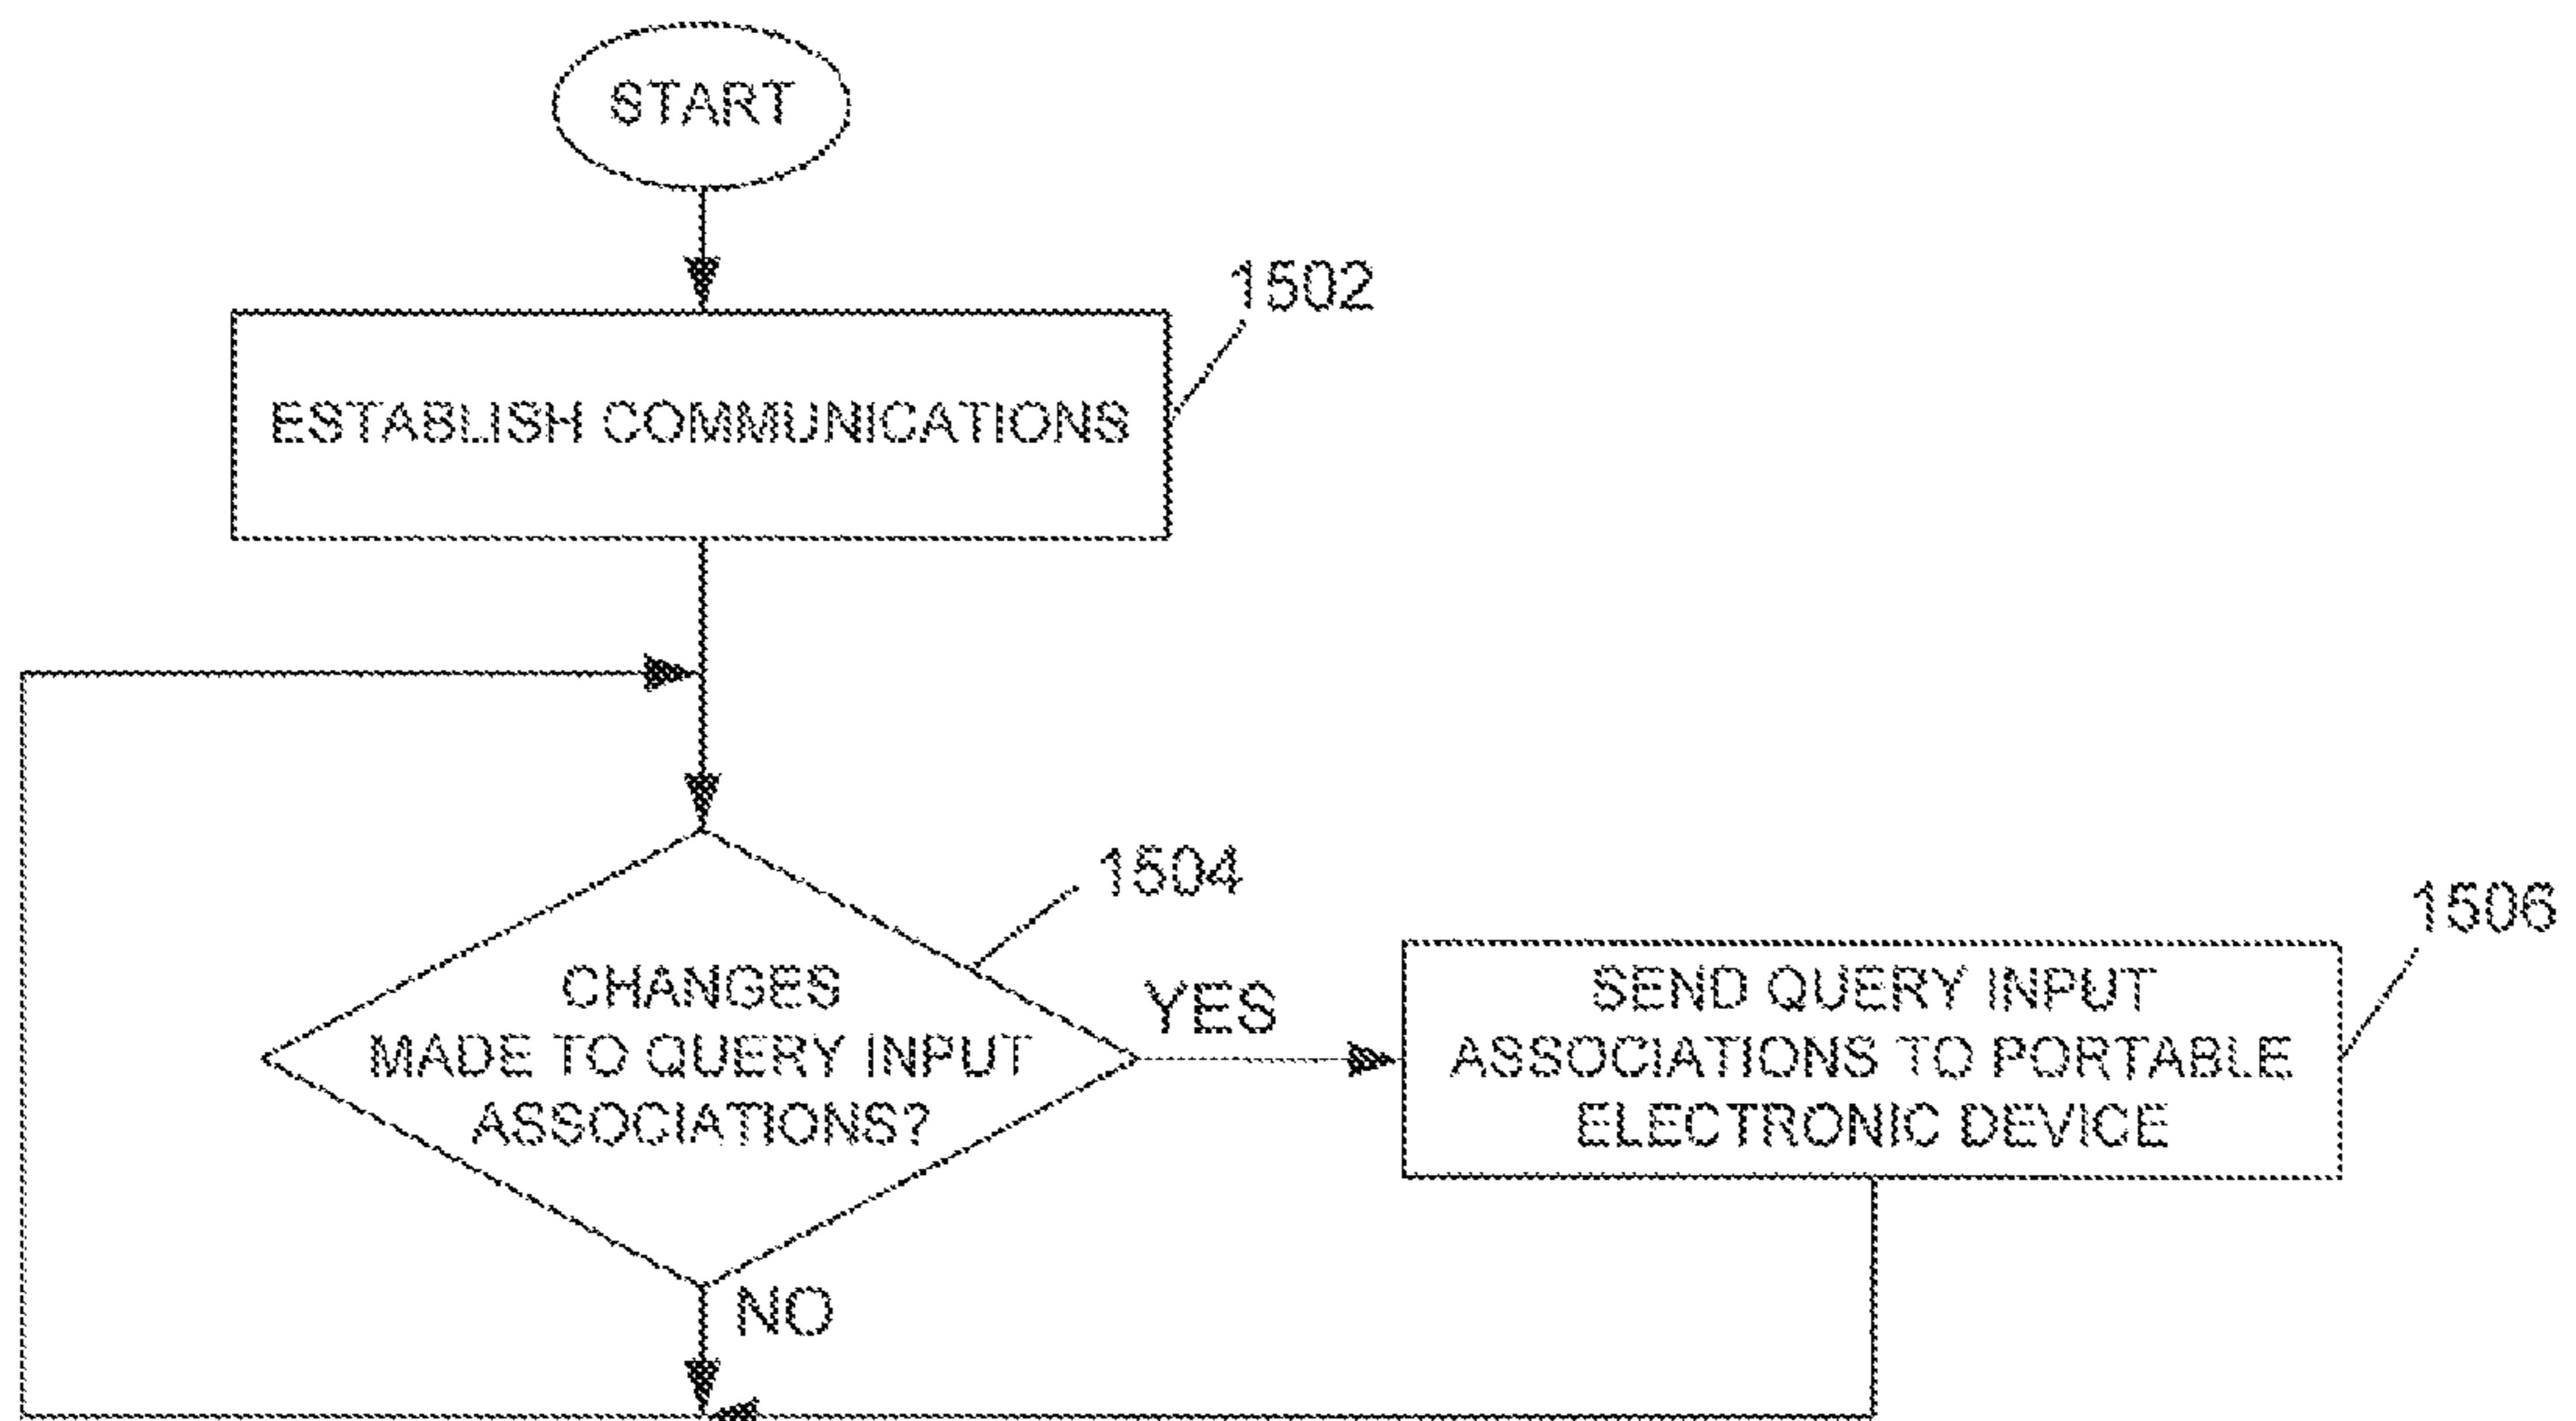 START
1502
ESTABLISH COMMUNICATIONS
1504
CHANGES
MADE TO QUERY INPUT
ASSOCIATIONS?
YES
1506
SEND QUERY INPUT
ASSOCIATIONS TO PORTABLE
ELECTRONIC DEVICE
NO